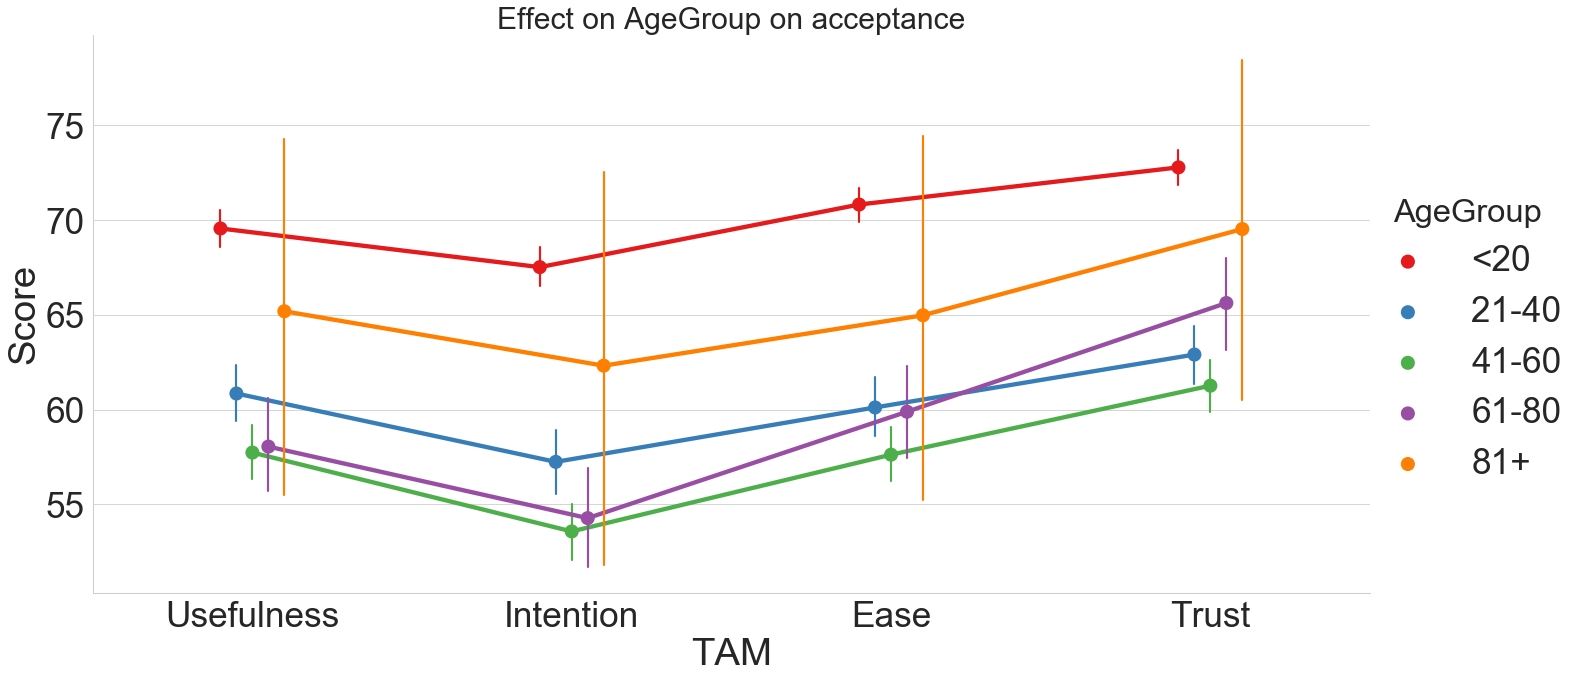 Effect on AgeGroup on acceptance
75
70
65
60
55
Score
Usefulness Intention Ease Trust
TAM
AgeGroup
<20
21-40
41-60
61-80
81+